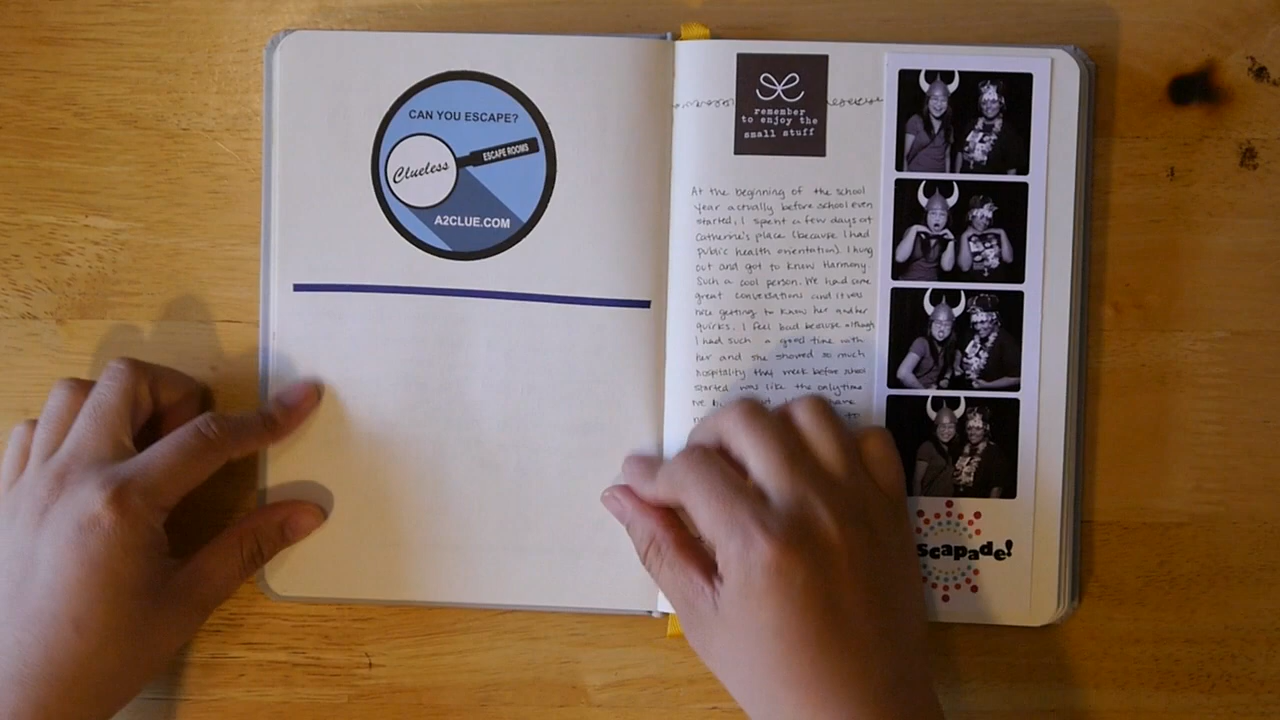 CAN YOU ESCAPE?
Clueless
ESCAPE ROOMS
A2CLUE.COM
remember
to enjoy the
small stuff
At the beginning of the school
year actually before school even
started, I spent a few days at
Catherine's place (because I had
public health orientation). I hung
out and got to know Harmony.
Such a cool person. We had some
great conversations and it was
nice getting to know her and her
quirks. I feel bad because although
I had such a good time with
her and she showed so much
hospitality that week before school
started was like the only time
I've
scapade!